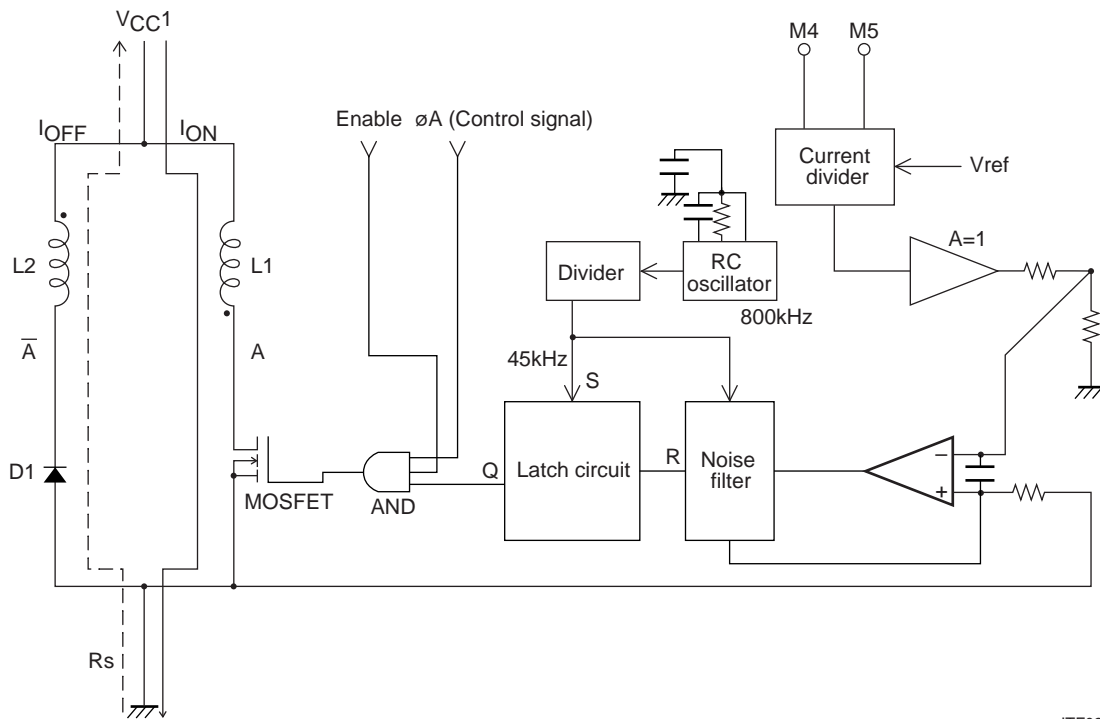 VCC1
M4
M5
IOFF
ION
Enable øA (Control signal)
Current
divider
Vref
A=1
L2
L1
Divider
RC
oscillator
800kHz
A
A
45kHz
S
D1
MOSFET
AND
Q
Latch circuit
R
Noise
filter
−
+
Rs